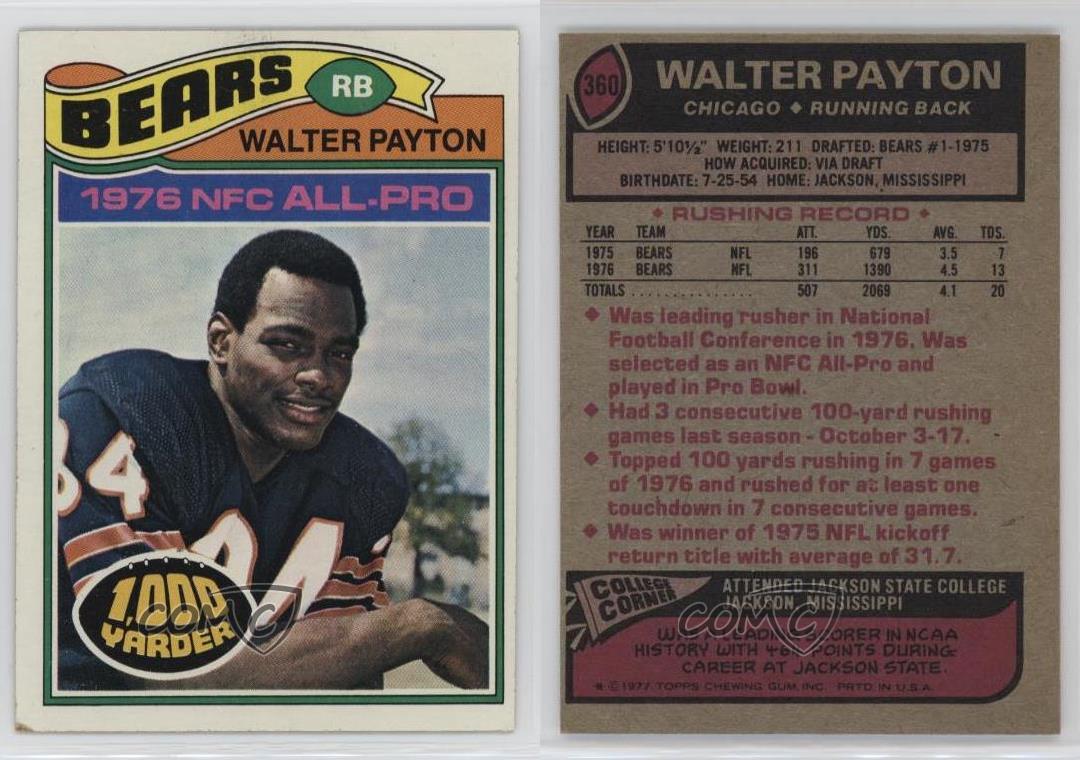 BEARS
RB
WALTER PAYTON
1976 NFC ALL-PRO
34
34
1,000
YARDER
COMC
360
WALTER PAYTON
CHICAGO ◆ RUNNING BACK
HEIGHT: 5'10½" WEIGHT: 211 DRAFTED: BEARS #1-1975
HOW ACQUIRED: VIA DRAFT
BIRTHDATE: 7-25-54 HOME: JACKSON, MISSISSIPPI
◆ RUSHING RECORD ◆
YEAR TEAM ATT. YDS. AVG. TDS.
1975 BEARS NFL 196 679 3.5 7
1976 BEARS NFL 311 1390 4.5 13
TOTALS ............... 507 2069 4.1 20
◆ Was leading rusher in National
Football Conference in 1976. Was
selected as an NFC All-Pro and
played in Pro Bowl.
◆ Had 3 consecutive 100-yard rushing
games last season - October 3-17.
◆ Topped 100 yards rushing in 7 games
of 1976 and rushed for at least one
touchdown in 7 consecutive games.
◆ Was winner of 1975 NFL kickoff
return title with average of 31.7.
COLLEGE
CORNER
ATTENDED JACKSON STATE COLLEGE
JACKSON, MISSISSIPPI
COMC
WAS LEADING SCORER IN NCAA
HISTORY WITH POINTS DURING
CAREER AT JACKSON STATE.
* © 1977 TOPPS CHEWING GUM, INC. PRTD. IN U.S.A.